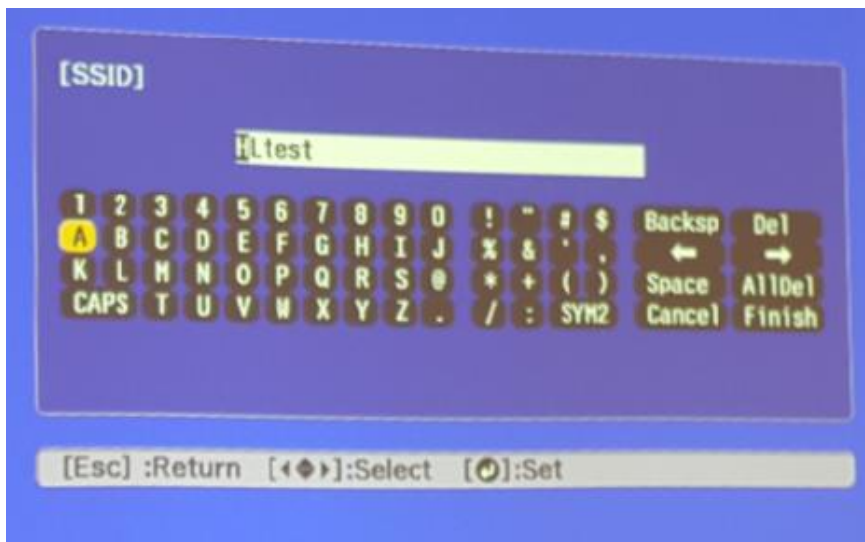 [SSID]
HLtest
1 2 3 4 5 6 7 8 9 0 ! " # $ Backsp Del
A B C D E F G H I J % & ' , ← →
K L M N O P Q R S @ * + ( ) Space AllDel
CAPS T U V W X Y Z . / : SYM2 Cancel Finish
[Esc] :Return [◂◆▸]:Select [↵]:Set